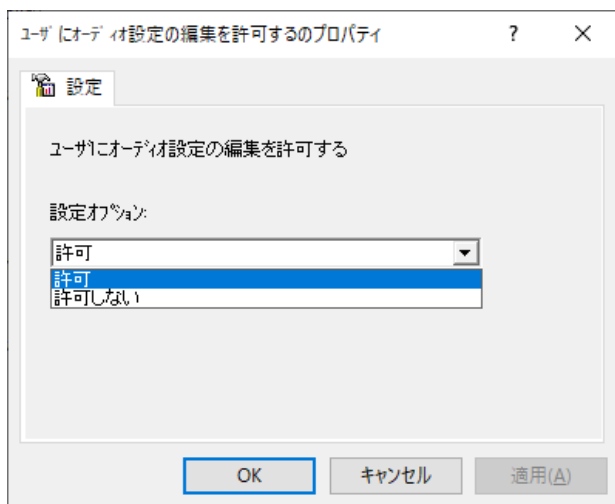 ユーザにオーディオ設定の編集を許可するのプロパティ
?
設定
ユーザにオーディオ設定の編集を許可する
設定オプション:
許可
許可
許可しない
OK
キャンセル
適用(A)